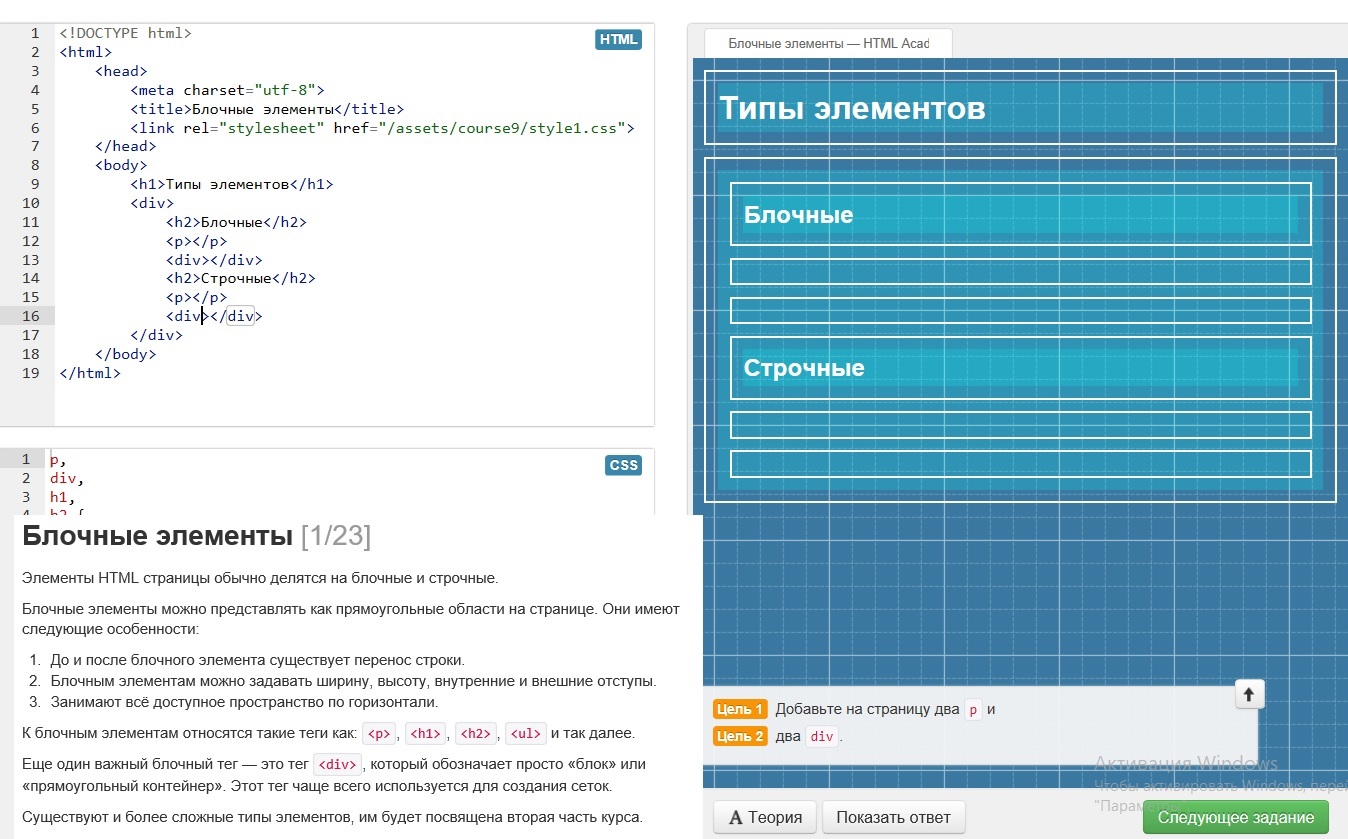 1 <!DOCTYPE html>
2 <html>
3 <head>
4 <meta charset="utf-8">
5 <title>Блочные элементы</title>
6 <link rel="stylesheet" href="/assets/course9/style1.css">
7 </head>
8 <body>
9 <h1>Типы элементов</h1>
10 <div>
11 <h2>Блочные</h2>
12 <p></p>
13 <div></div>
14 <h2>Строчные</h2>
15 <p></p>
16 <div></div>
17 </div>
18 </body>
19 </html>
HTML
1 p,
2 div,
3 h1,
4 h2 {
CSS
Блочные элементы [1/23]
Элементы HTML страницы обычно делятся на блочные и строчные.
Блочные элементы можно представлять как прямоугольные области на странице. Они имеют
следующие особенности:
1. До и после блочного элемента существует перенос строки.
2. Блочным элементам можно задавать ширину, высоту, внутренние и внешние отступы.
3. Занимают всё доступное пространство по горизонтали.
К блочным элементам относятся такие теги как: <p>, <h1>, <h2>, <ul> и так далее.
Еще один важный блочный тег — это тег <div>, который обозначает просто «блок» или
«прямоугольный контейнер». Этот тег чаще всего используется для создания сеток.
Существуют и более сложные типы элементов, им будет посвящена вторая часть курса.
Блочные элементы — HTML Acad
Типы элементов
Блочные
Строчные
Цель 1 Добавьте на страницу два p и
Цель 2 два div.
Активация Windows
Чтобы активировать Windows, перей
"Параметры"
A Теория
Показать ответ
Следующее задание